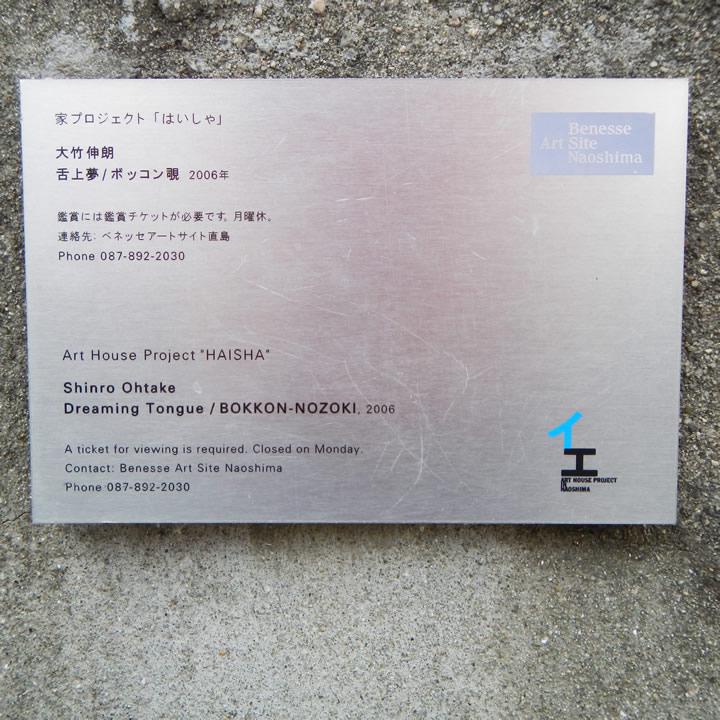 家プロジェクト「はいしゃ」
Benesse
Art Site
Naoshima
大竹伸朗
舌上夢/ボッコン覗 2006年
鑑賞には鑑賞チケットが必要です。月曜休。
連絡先: ベネッセアートサイト直島
Phone 087-892-2030
Art House Project "HAISHA"
Shinro Ohtake
Dreaming Tongue / BOKKON-NOZOKI, 2006
A ticket for viewing is required. Closed on Monday.
Contact: Benesse Art Site Naoshima
Phone 087-892-2030
イエ
ART HOUSE PROJECT
IN
NAOSHIMA